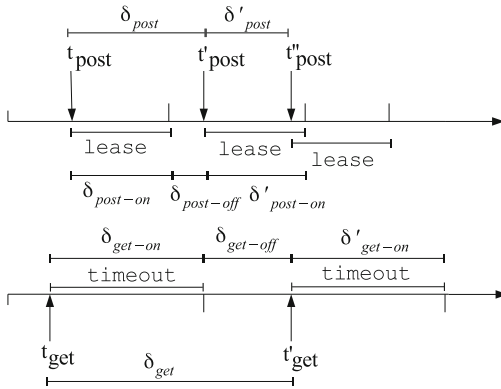 δpost δ'post
tpost t'post t"post
lease lease lease
δpost−on δpost−off δ'post−on
δget−on δget−off δ'get−on
timeout timeout
tget t'get
δget